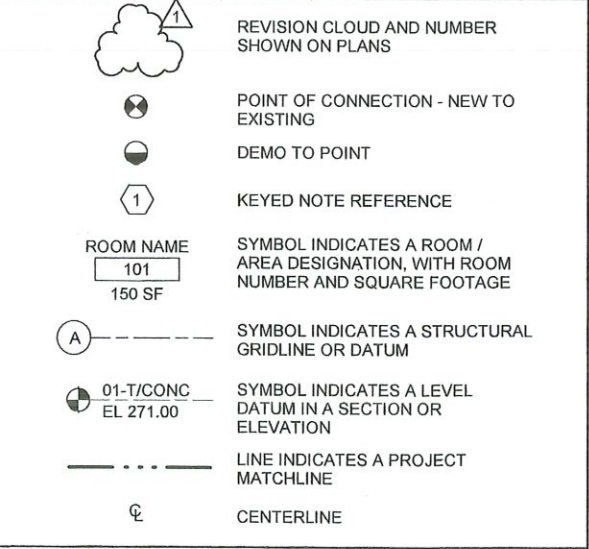 1
REVISION CLOUD AND NUMBER
SHOWN ON PLANS
POINT OF CONNECTION - NEW TO
EXISTING
DEMO TO POINT
1
KEYED NOTE REFERENCE
ROOM NAME
101
150 SF
SYMBOL INDICATES A ROOM /
AREA DESIGNATION, WITH ROOM
NUMBER AND SQUARE FOOTAGE
A
SYMBOL INDICATES A STRUCTURAL
GRIDLINE OR DATUM
01-T/CONC
EL 271.00
SYMBOL INDICATES A LEVEL
DATUM IN A SECTION OR
ELEVATION
LINE INDICATES A PROJECT
MATCHLINE
℄
CENTERLINE